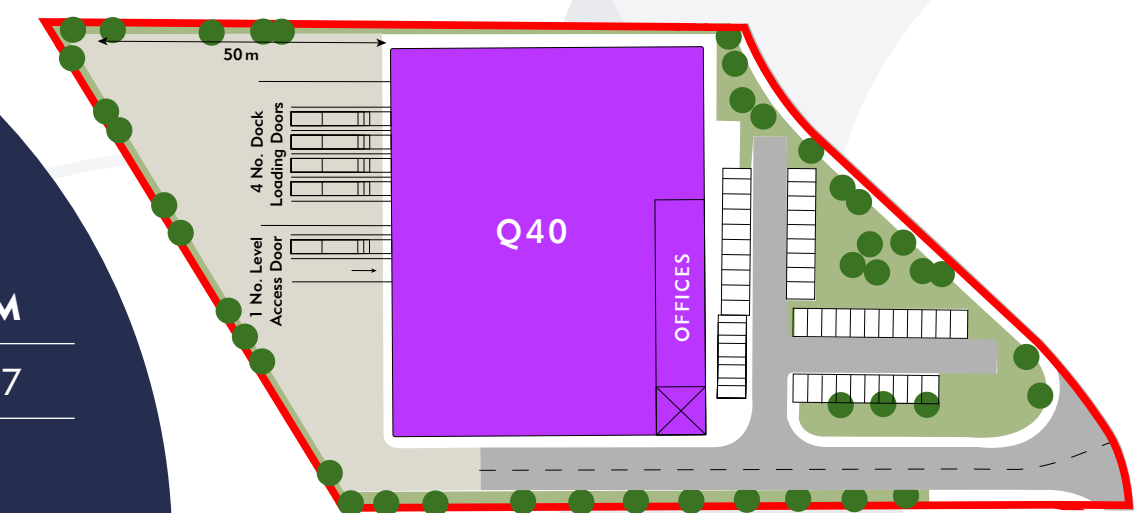 50 m
4 No. Dock
Loading Doors
1 No. Level
Access Door
Q40
OFFICES
M
7